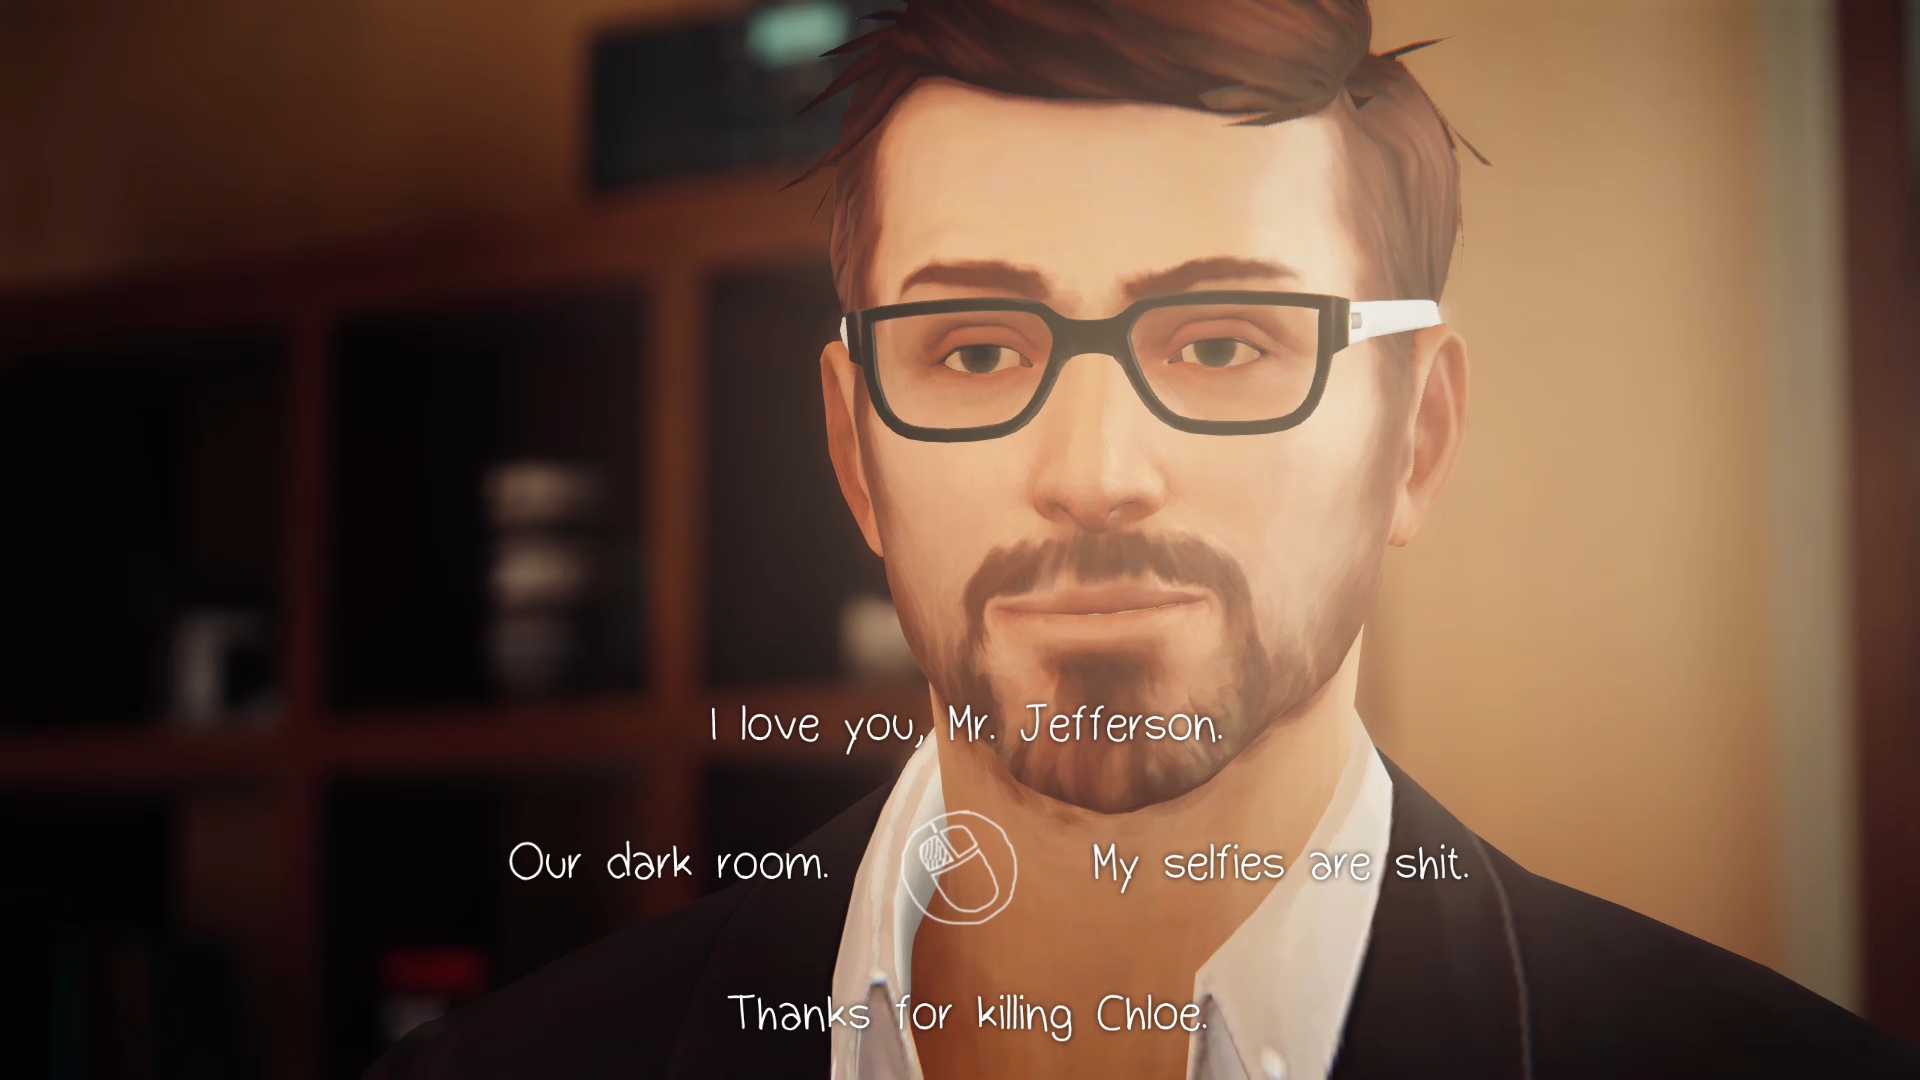 I love you, Mr. Jefferson.
Our dark room.
My selfies are shit.
Thanks for killing Chloe.